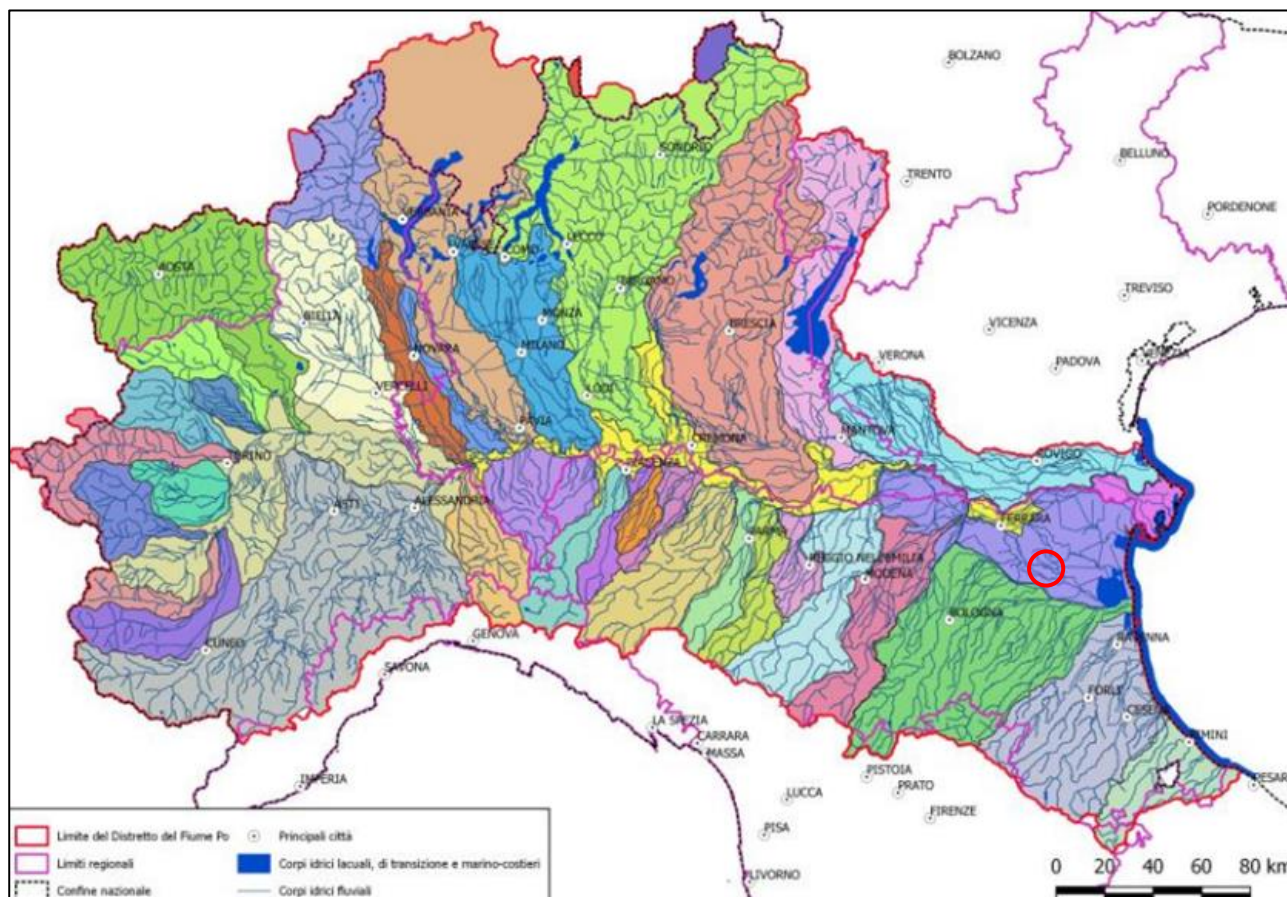 BOLZANO
BELLUNO
SONDRIO
TRENTO
PORDENONE
VERBANIA
LECCO
COMO
AOSTA
TREVISO
BIELLA
MONZA
BRESCIA
VICENZA
VENEZIA
NOVARA
MILANO
VERONA
PADOVA
VERCELLI
LODI
PAVIA
CREMONA
MANTOVA
ROVIGO
TORINO
PIACENZA
ASTI
ALESSANDRIA
FERRARA
REGGIO NELL'EMILIA
MODENA
BOLOGNA
GENOVA
RAVENNA
CUNEO
SAVONA
FORLI'
CESENA
LA SPEZIA
CARRARA
MASSA
RIMINI
IMPERIA
PISTOIA
PRATO
PESAR
LUCCA
FIRENZE
PISA
LIVORNO
Limite del Distretto del Fiume Po
Principali città
Limiti regionali
Corpi idrici lacuali, di transizione e marino-costieri
Confine nazionale
Corpi idrici fluviali
0 20 40 60 80 km